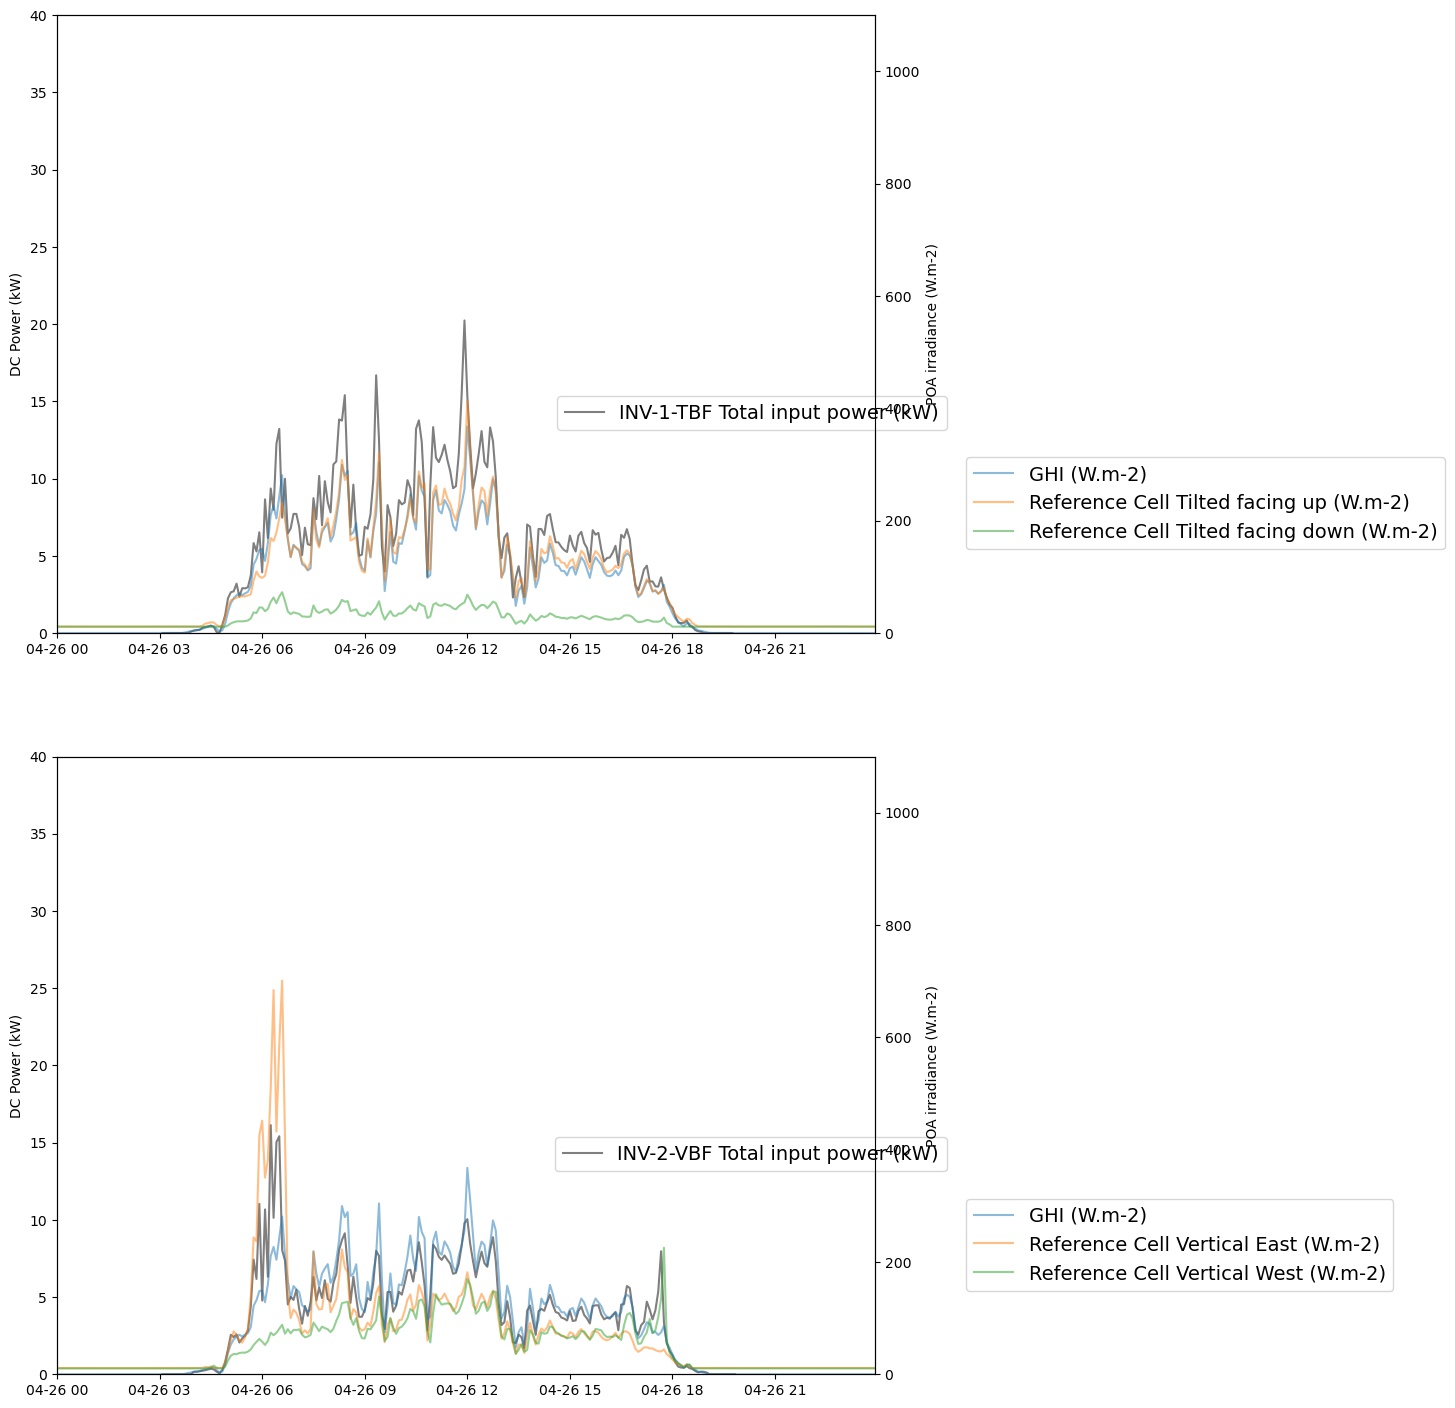 40
35
30
25
20
15
10
5
0
DC Power (kW)
1000
800
600
400
200
0
POA irradiance (W.m-2)
INV-1-TBF Total input power (kW)
GHI (W.m-2)
Reference Cell Tilted facing up (W.m-2)
Reference Cell Tilted facing down (W.m-2)
04-26 00 04-26 03 04-26 06 04-26 09 04-26 12 04-26 15 04-26 18 04-26 21
40
35
30
25
20
15
10
5
0
DC Power (kW)
1000
800
600
400
200
0
POA irradiance (W.m-2)
INV-2-VBF Total input power (kW)
GHI (W.m-2)
Reference Cell Vertical East (W.m-2)
Reference Cell Vertical West (W.m-2)
04-26 00 04-26 03 04-26 06 04-26 09 04-26 12 04-26 15 04-26 18 04-26 21